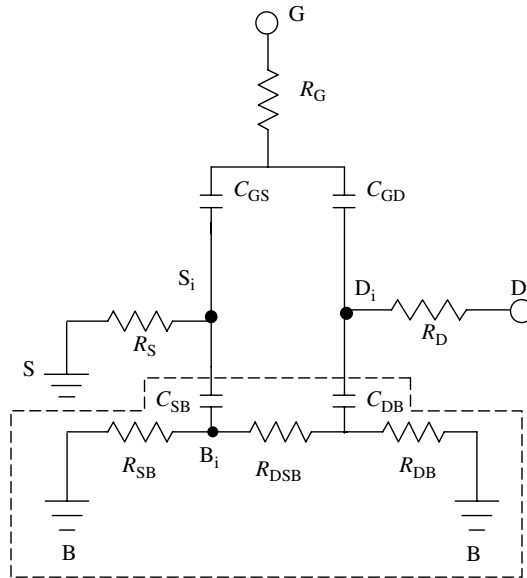 G
R_G
C_GS
C_GD
S_i
D_i
D
R_S
R_D
S
C_SB
C_DB
R_SB
B_i
R_DSB
R_DB
B
B